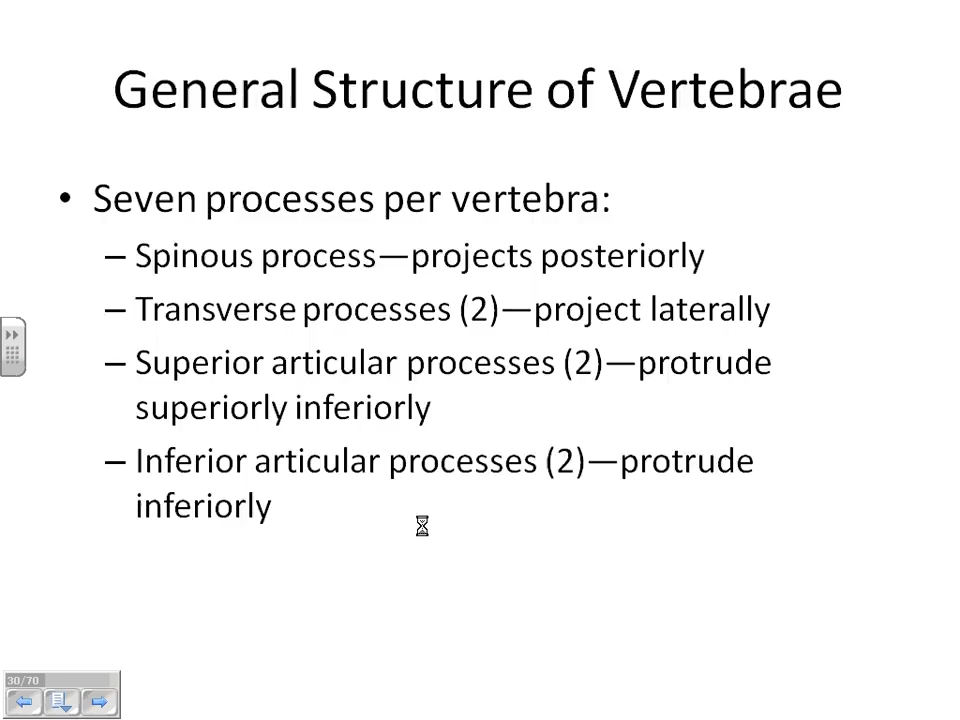 General Structure of Vertebrae
• Seven processes per vertebra:
– Spinous process—projects posteriorly
– Transverse processes (2)—project laterally
– Superior articular processes (2)—protrude
superiorly inferiorly
– Inferior articular processes (2)—protrude
inferiorly
30/70